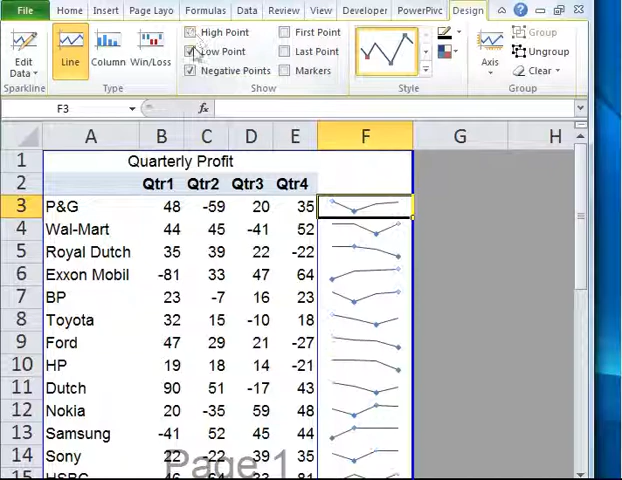 File Home Insert Page Layo Formulas Data Review View Developer PowerPivc Design
High Point First Point Group
Edit Data Line Column Win/Loss Low Point Last Point Axis Ungroup
Negative Points Markers Clear
Sparkline Type Show Style Group
F3 fx
A B C D E F G H
1 Quarterly Profit
2 Qtr1 Qtr2 Qtr3 Qtr4
3 P&G 48 -59 20 35
4 Wal-Mart 44 45 -41 52
5 Royal Dutch 35 39 22 -22
6 Exxon Mobil -81 33 47 64
7 BP 23 -7 16 23
8 Toyota 32 15 -10 18
9 Ford 47 29 21 -27
10 HP 19 18 14 -21
11 Dutch 90 51 -17 43
12 Nokia 20 -35 59 48
13 Samsung -41 52 45 44
14 Soy 22 -22 39 35
Page 1